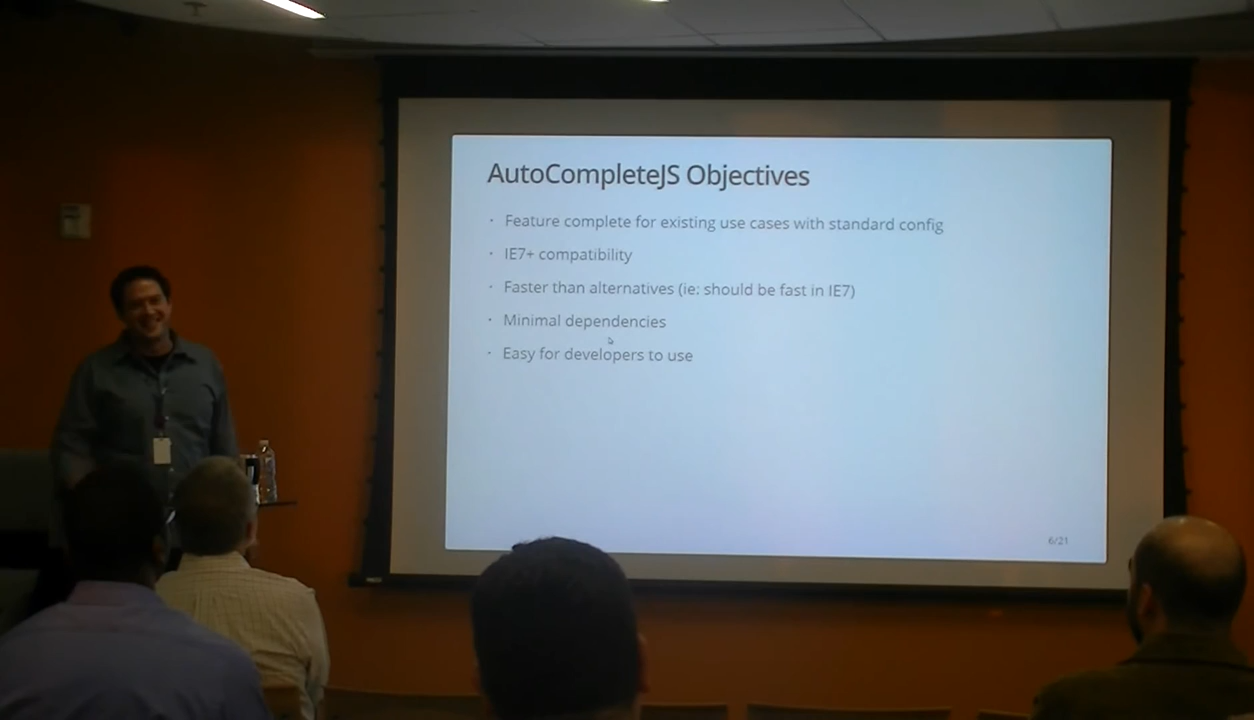 AutoCompleteJS Objectives
· Feature complete for existing use cases with standard config
· IE7+ compatibility
· Faster than alternatives (ie: should be fast in IE7)
· Minimal dependencies
· Easy for developers to use
6/21